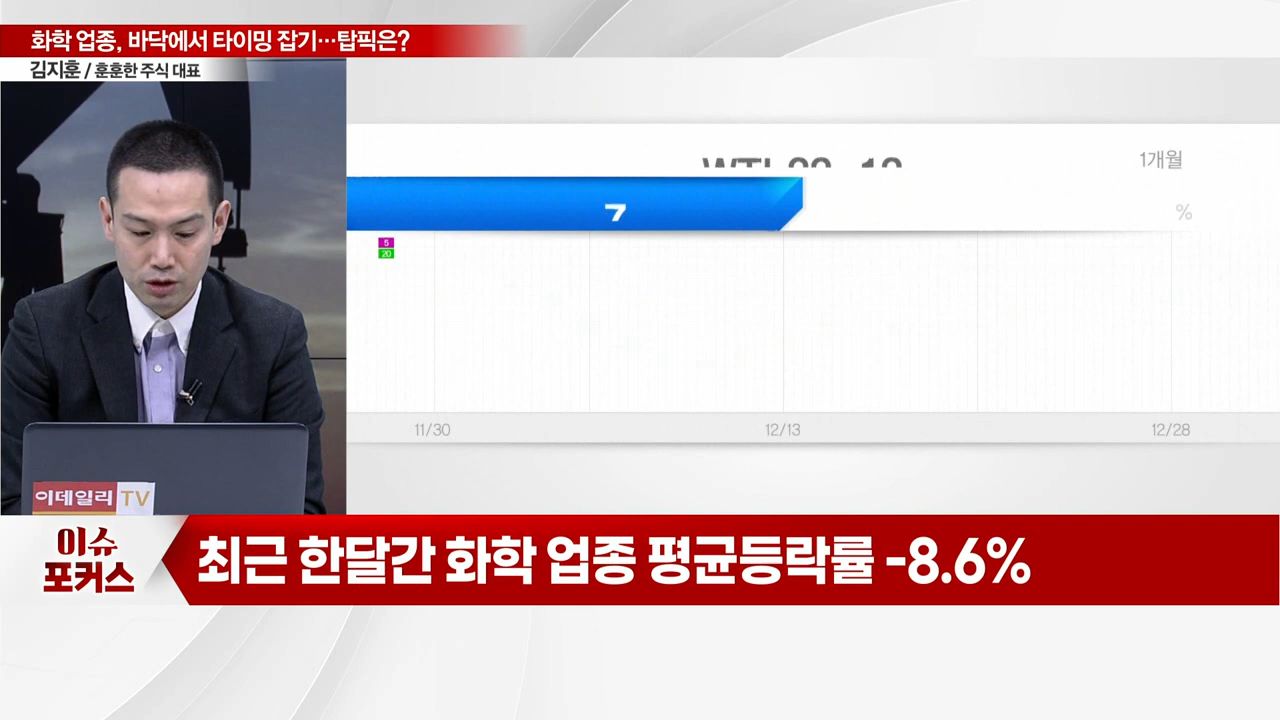 화학 업종, 바닥에서 타이밍 잡기…탑픽은?
김지훈 / 훈훈한 주식 대표
1개월
7
%
5
20
11/30
12/13
12/28
이데일리 TV
이슈
포커스
최근 한달간 화학 업종 평균등락률 -8.6%